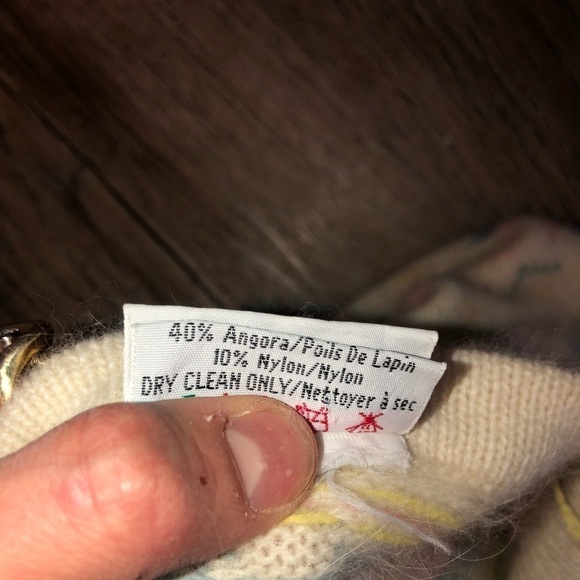 40% Angora/Poils De Lapin
10% Nylon/Nylon
DRY CLEAN ONLY/Nettoyer à sec